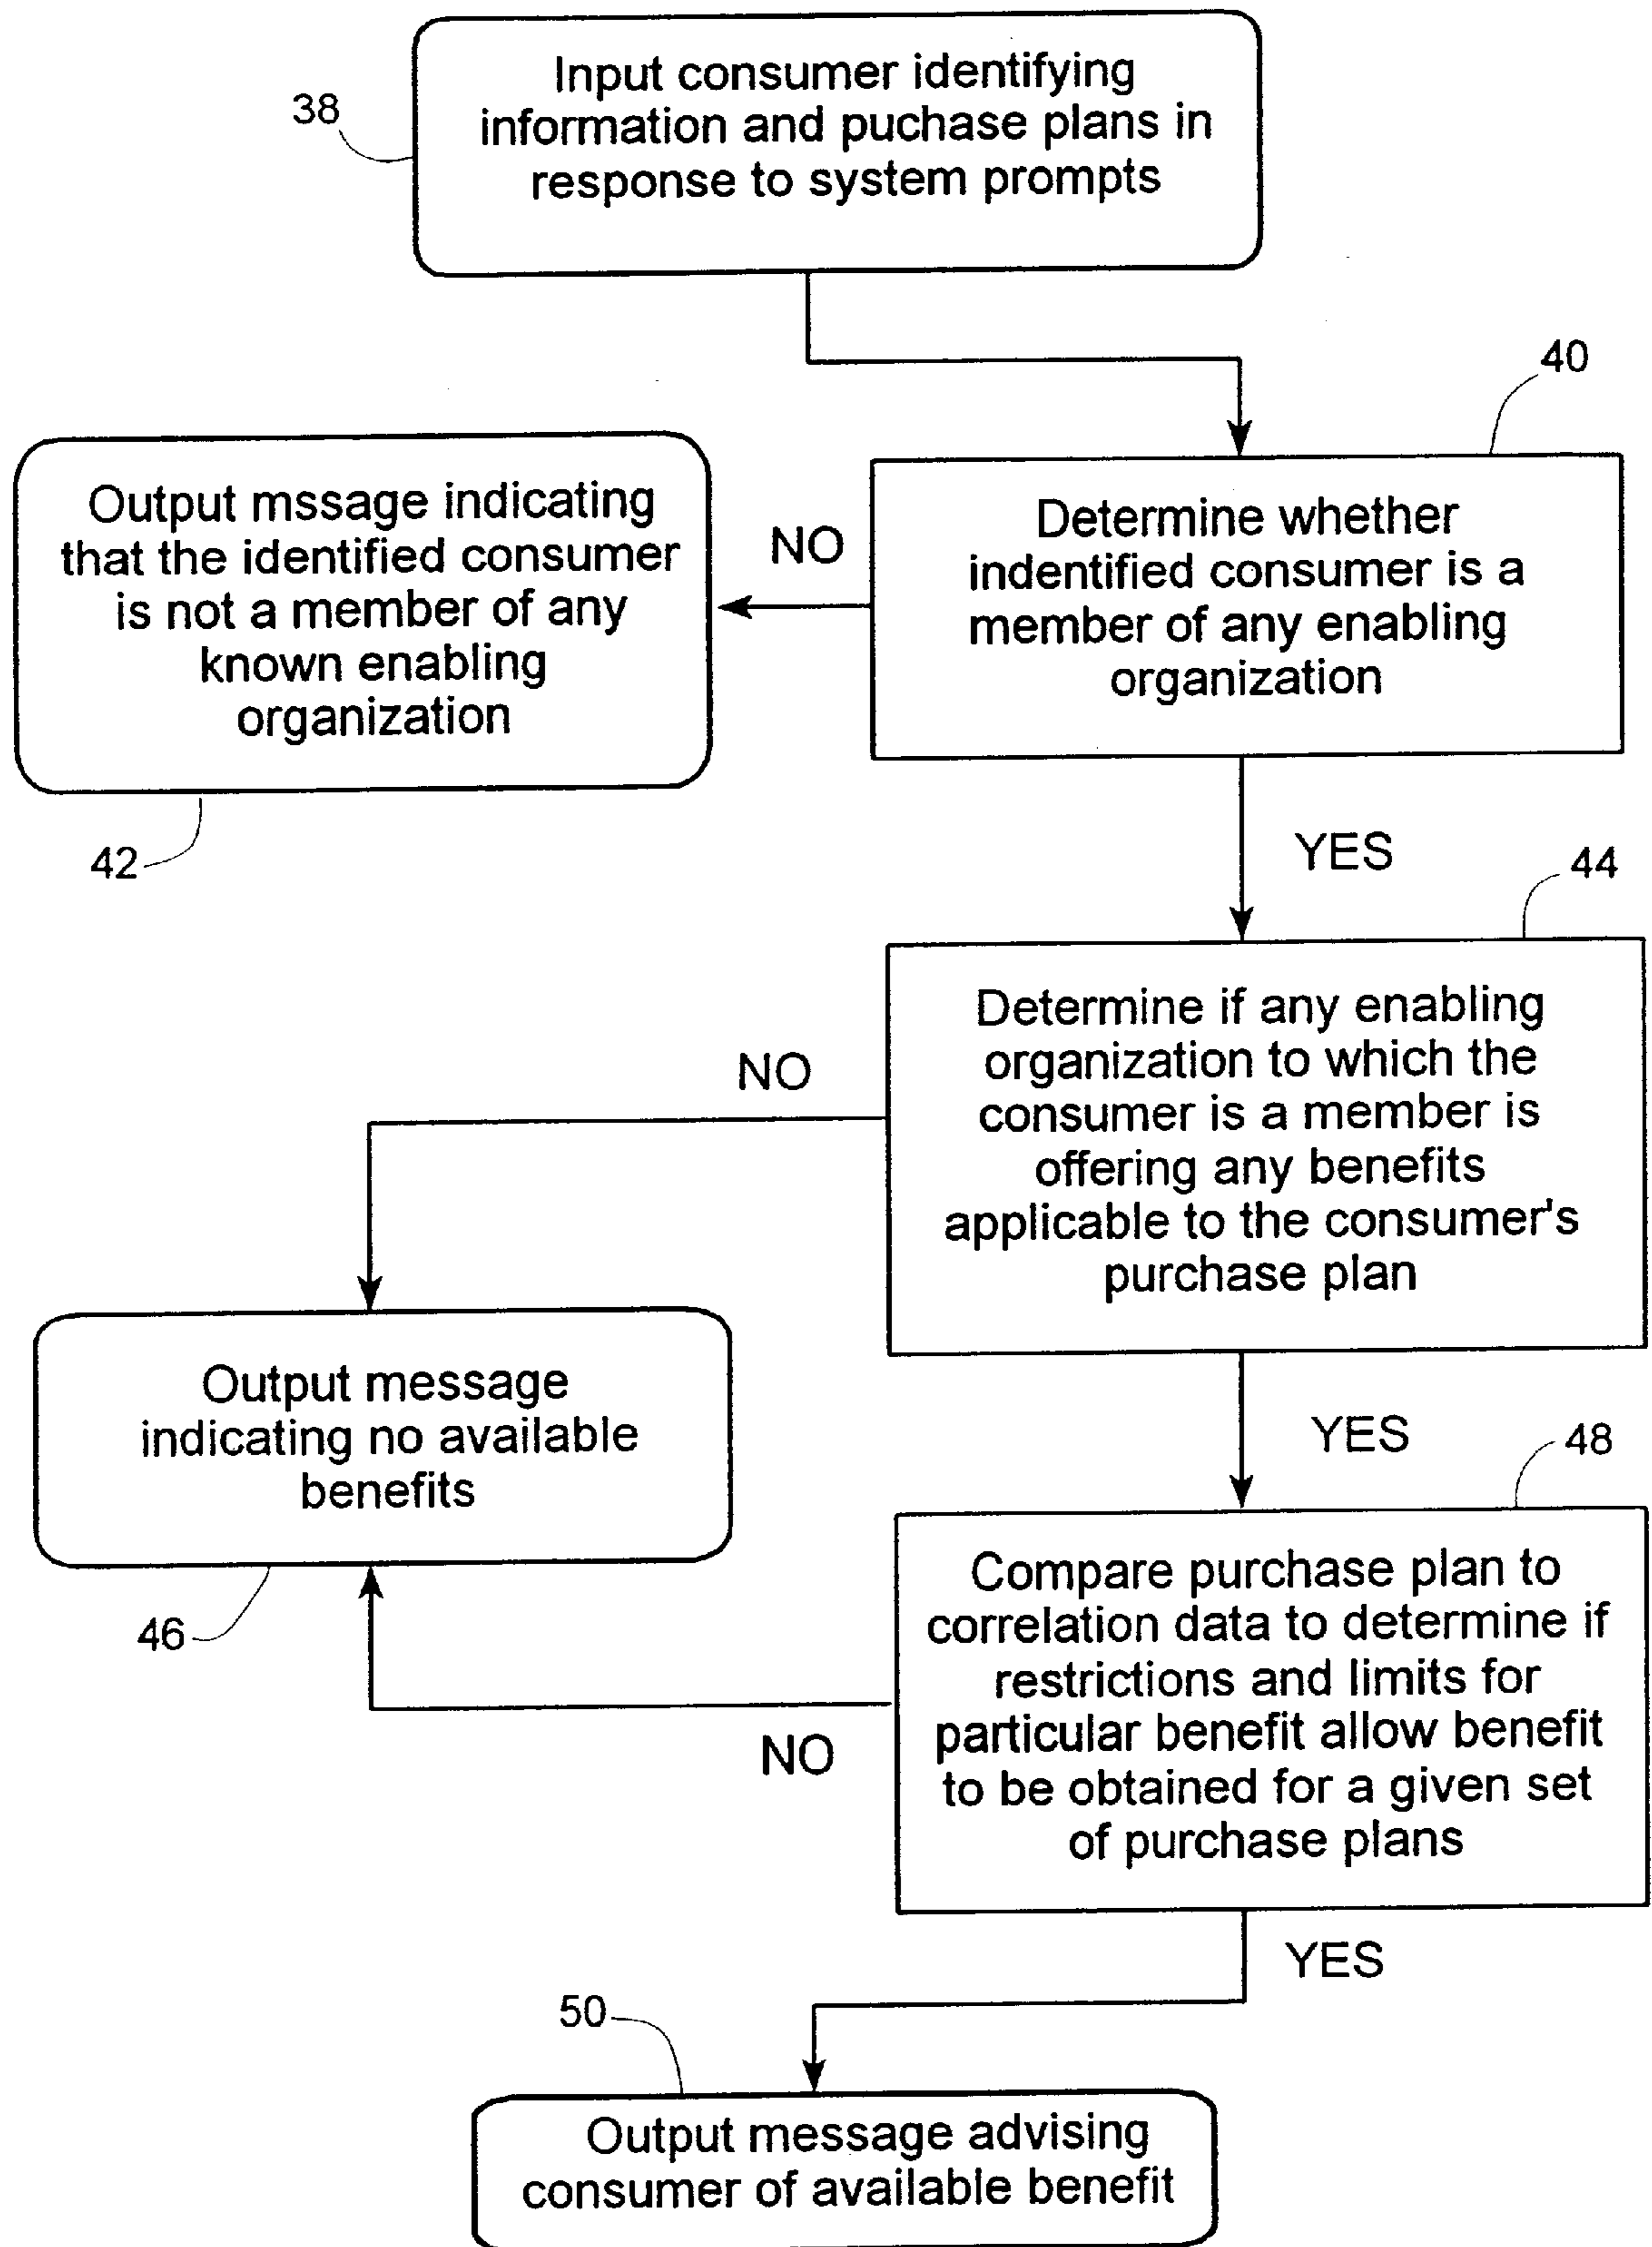 Input consumer identifying
information and puchase plans in
response to system prompts
38
40
Output mssage indicating
that the identified consumer
is not a member of any
known enabling
organization
NO
Determine whether
indentified consumer is a
member of any enabling
organization
42
YES
44
Determine if any enabling
organization to which the
consumer is a member is
offering any benefits
applicable to the consumer's
purchase plan
NO
Output message
indicating no available
benefits
YES
48
46
Compare purchase plan to
correlation data to determine if
restrictions and limits for
particular benefit allow benefit
to be obtained for a given set
of purchase plans
NO
YES
50
Output message advising
consumer of available benefit